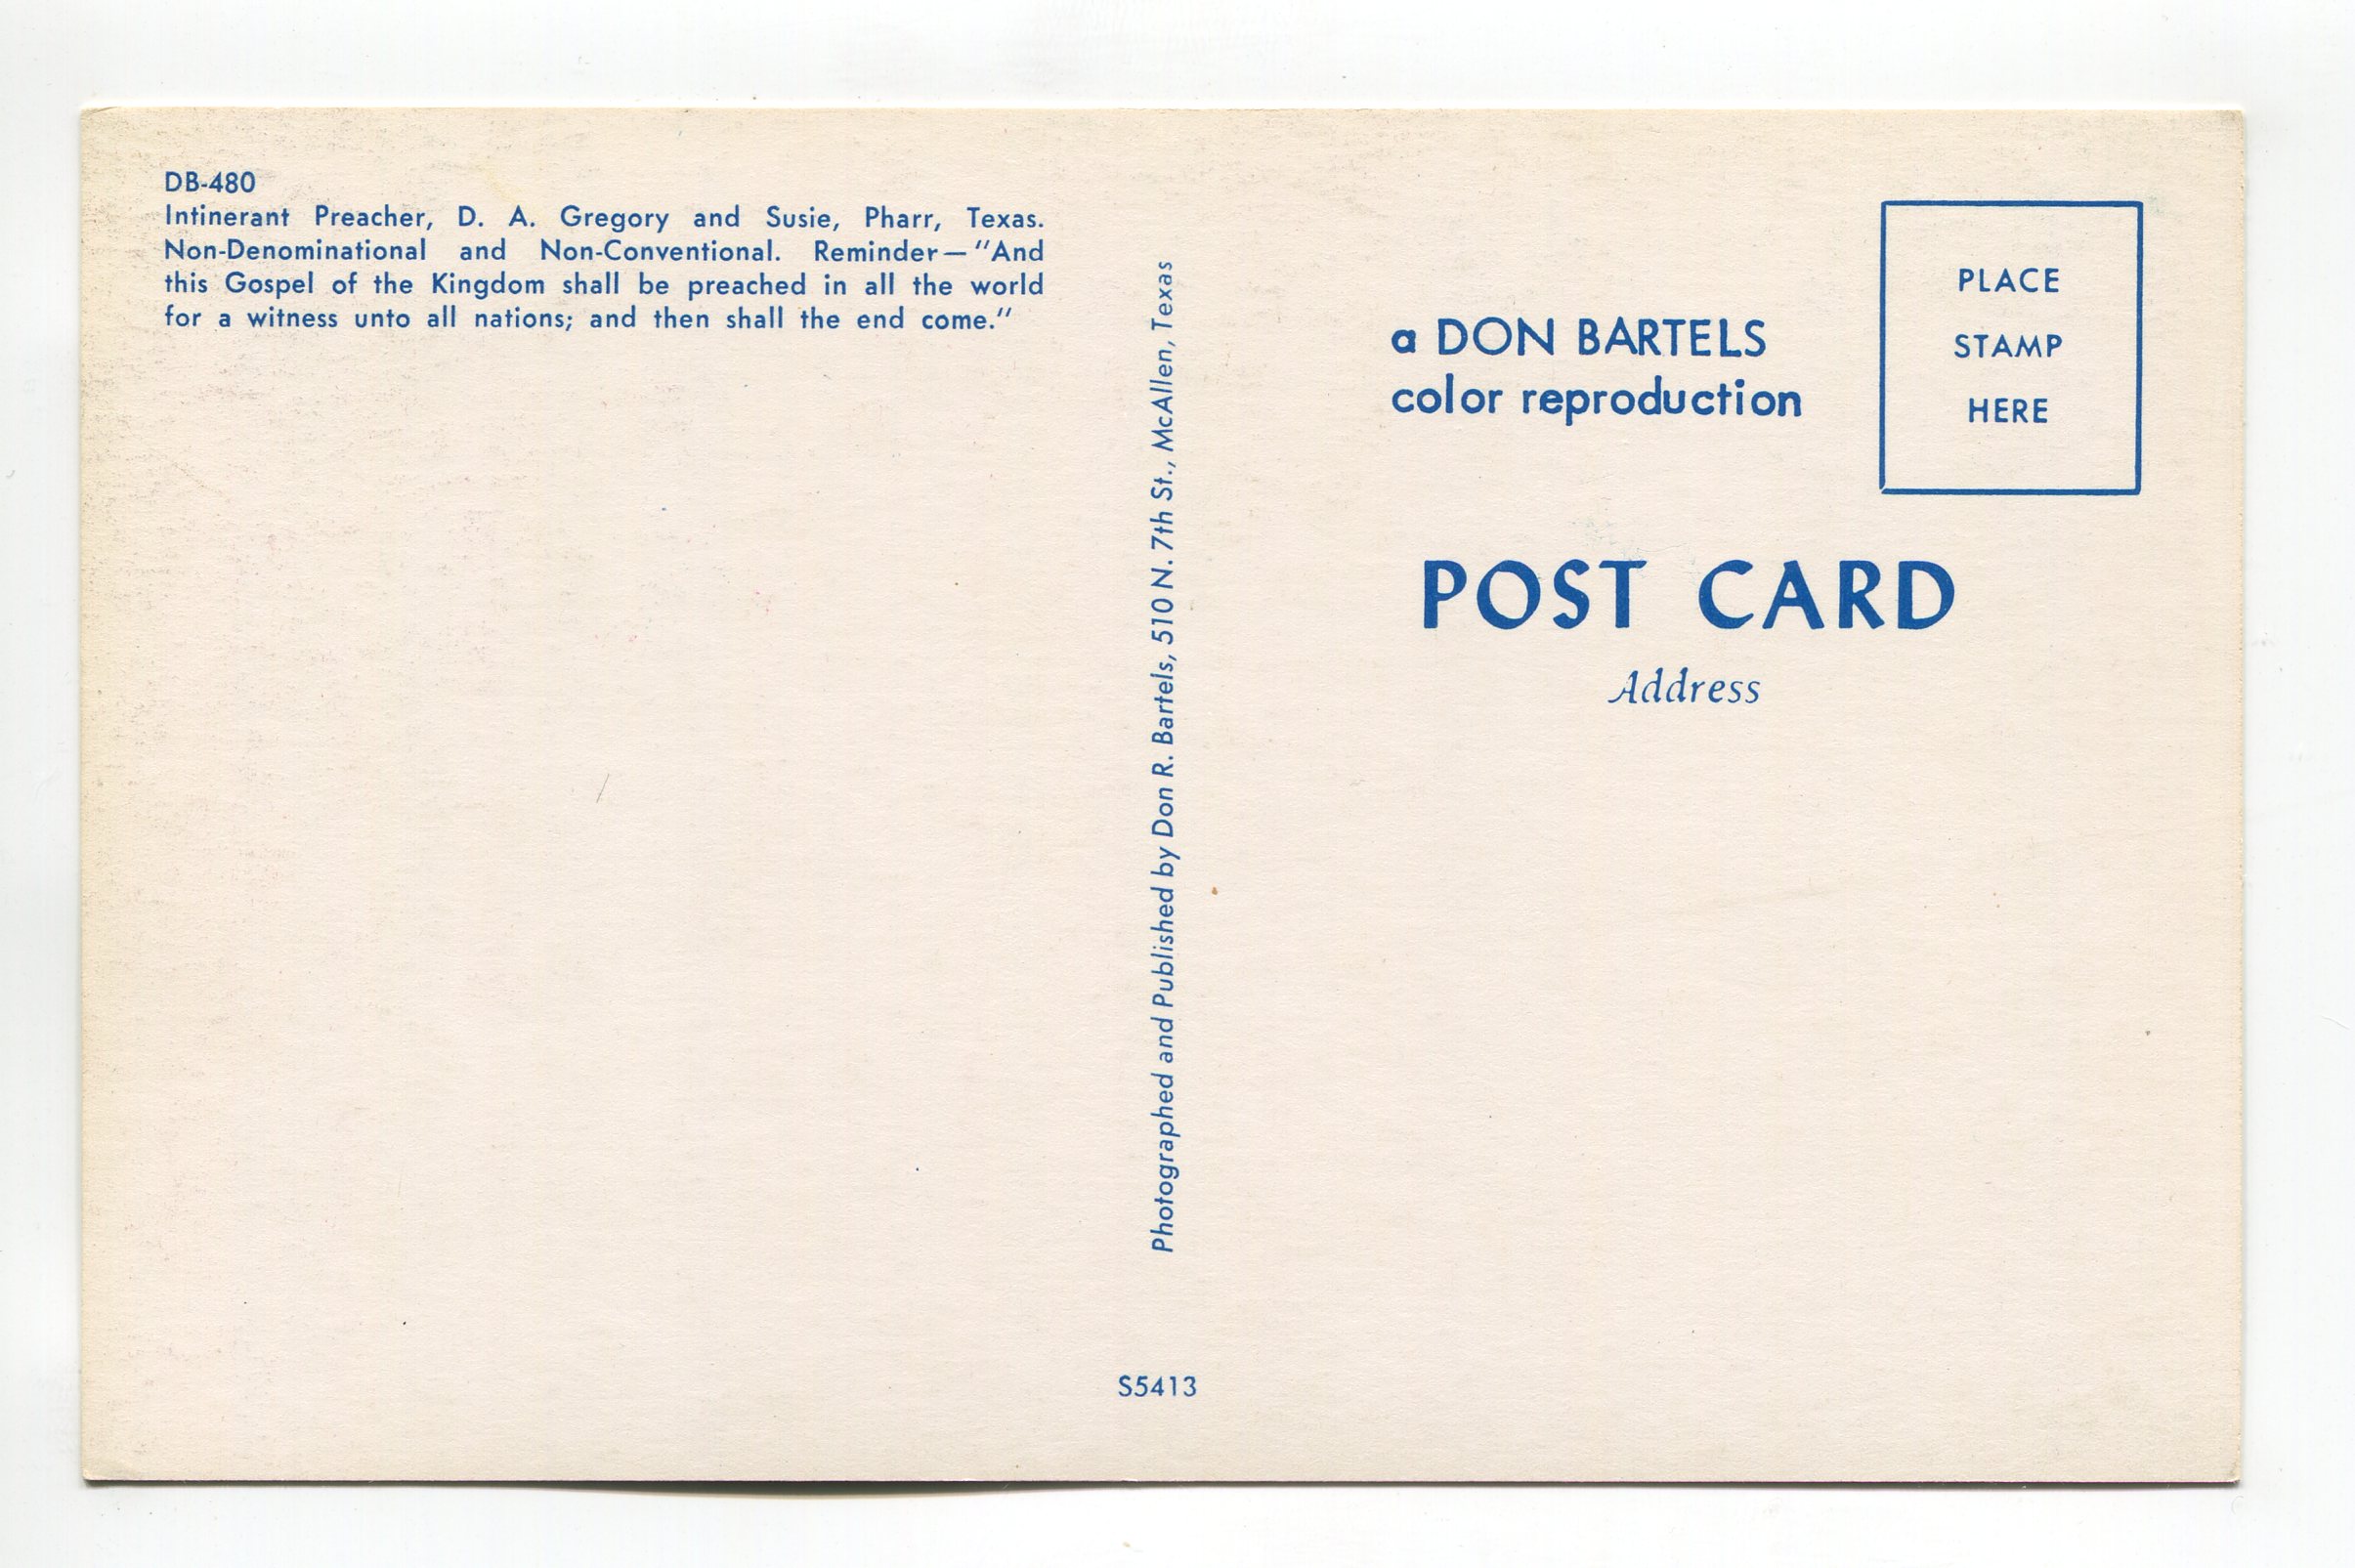 DB-480
Intinerant Preacher, D. A. Gregory and Susie, Pharr, Texas.
Non-Denominational and Non-Conventional. Reminder—"And
this Gospel of the Kingdom shall be preached in all the world
for a witness unto all nations; and then shall the end come."
Photographed and Published by Don R. Bartels, 510 N. 7th St., McAllen, Texas
S5413
a DON BARTELS
color reproduction
PLACE
STAMP
HERE
POST CARD
Address